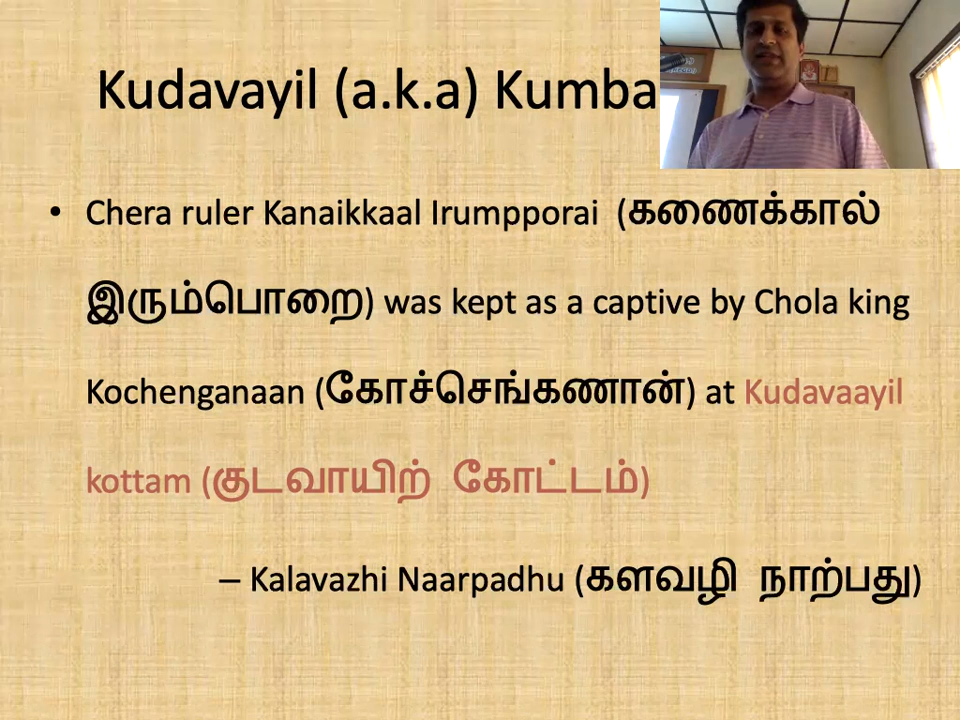 Kudavayil (a.k.a) Kumba
• Chera ruler Kanaikkaal Irumpporai (கணைக்கால்
இரும்பொறை) was kept as a captive by Chola king
Kochenganaan (கோச்செங்கணான்) at Kudavaayil
kottam (குடவாயிற் கோட்டம்)
– Kalavazhi Naarpadhu (களவழி நாற்பது)